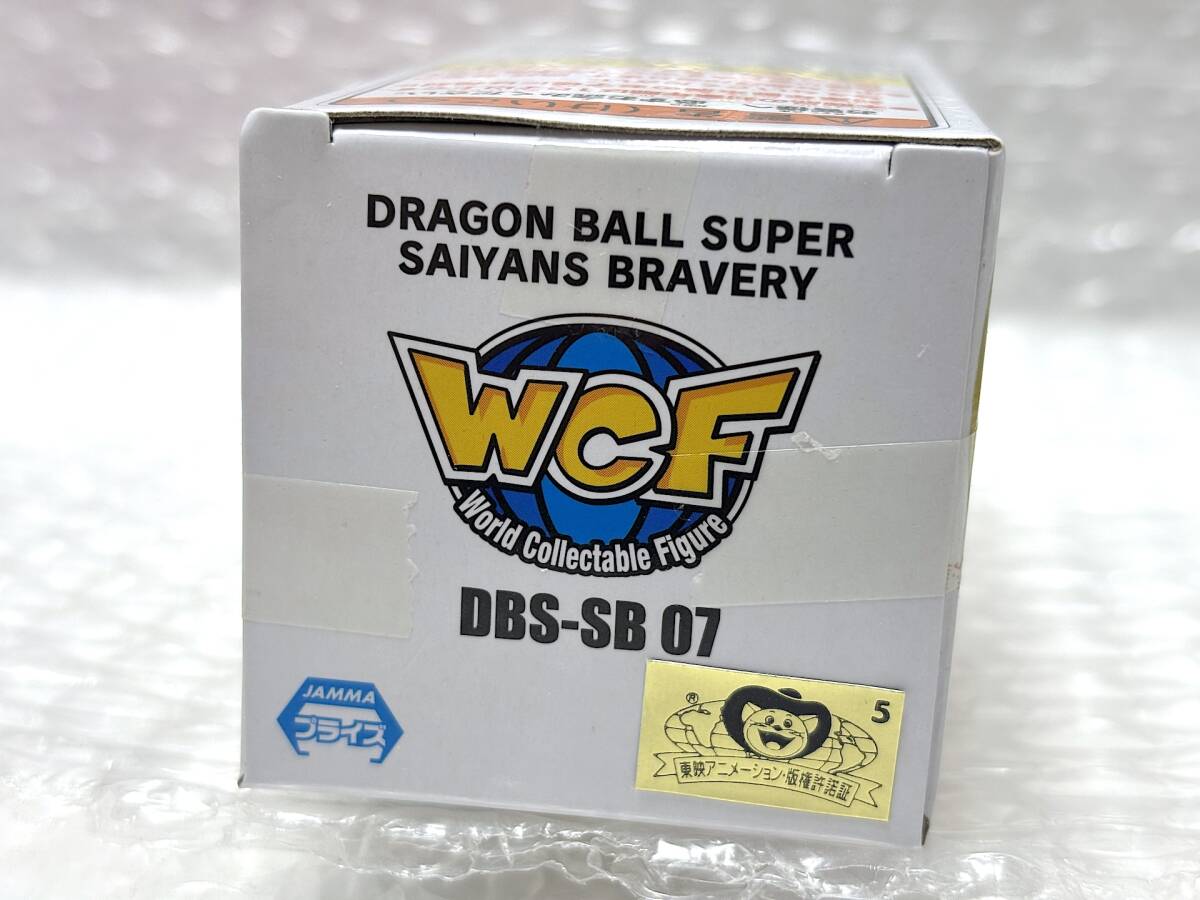 DRAGON BALL SUPER
SAIYANS BRAVERY
WCF
World Collectable Figure
DBS-SB 07
JAMMA
プライズ
® 5
東映アニメーション・版権許諾証